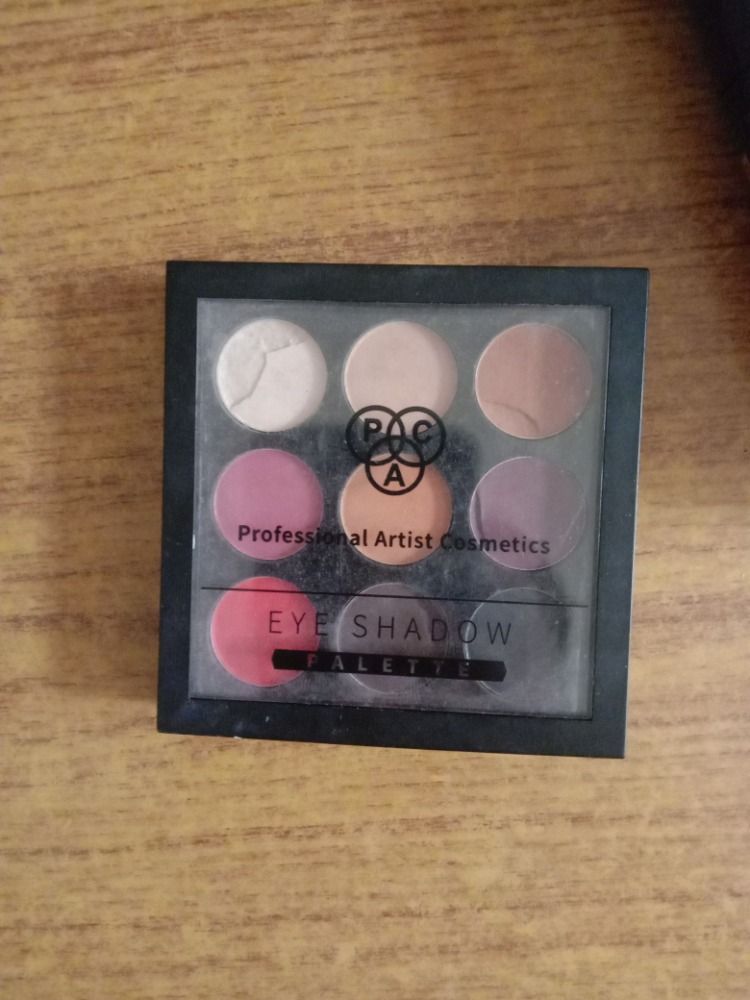 P C
A
Professional Artist Cosmetics
EYE SHADOW
PALETTE